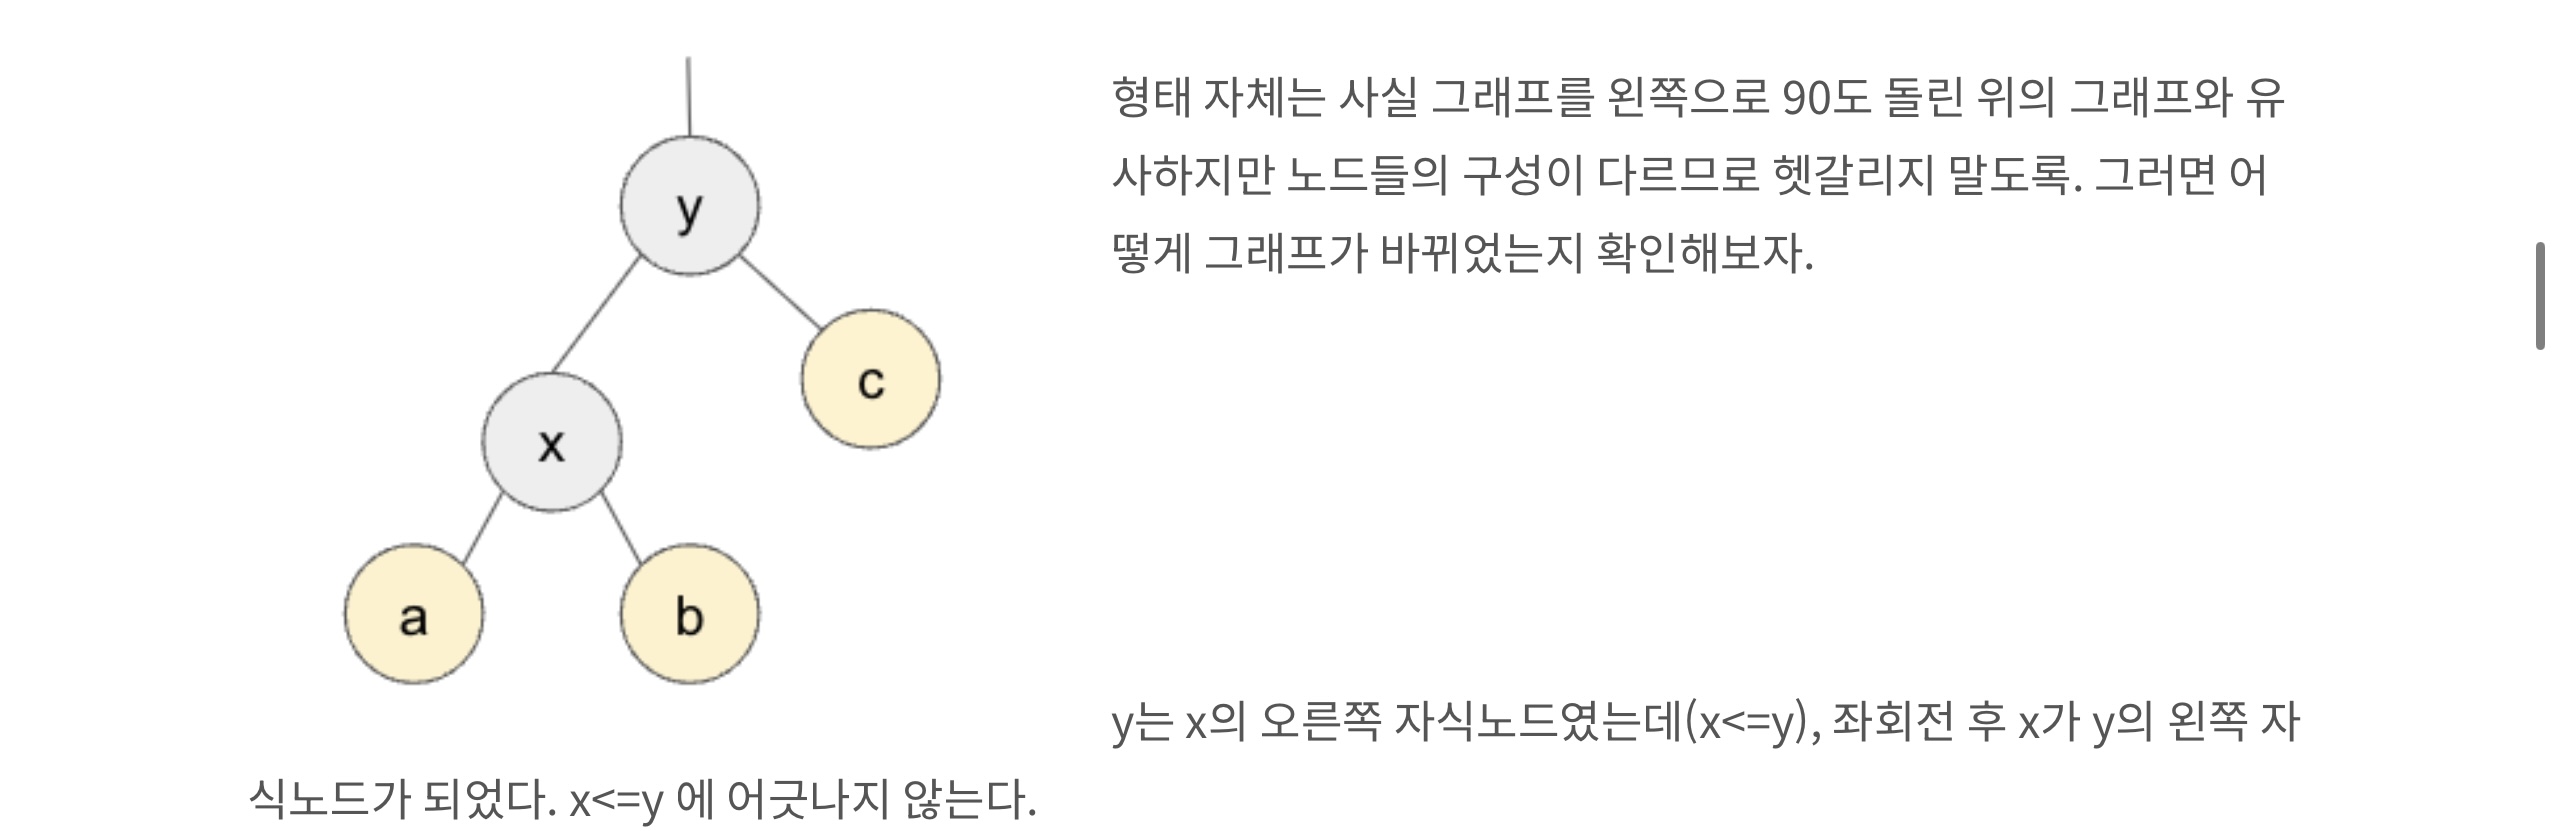 y
c
x
a
b
형태 자체는 사실 그래프를 왼쪽으로 90도 돌린 위의 그래프와 유
사하지만 노드들의 구성이 다르므로 헷갈리지 말도록. 그러면 어
떻게 그래프가 바뀌었는지 확인해보자.
y는 x의 오른쪽 자식노드였는데(x<=y), 좌회전 후 x가 y의 왼쪽 자
식노드가 되었다. x<=y 에 어긋나지 않는다.